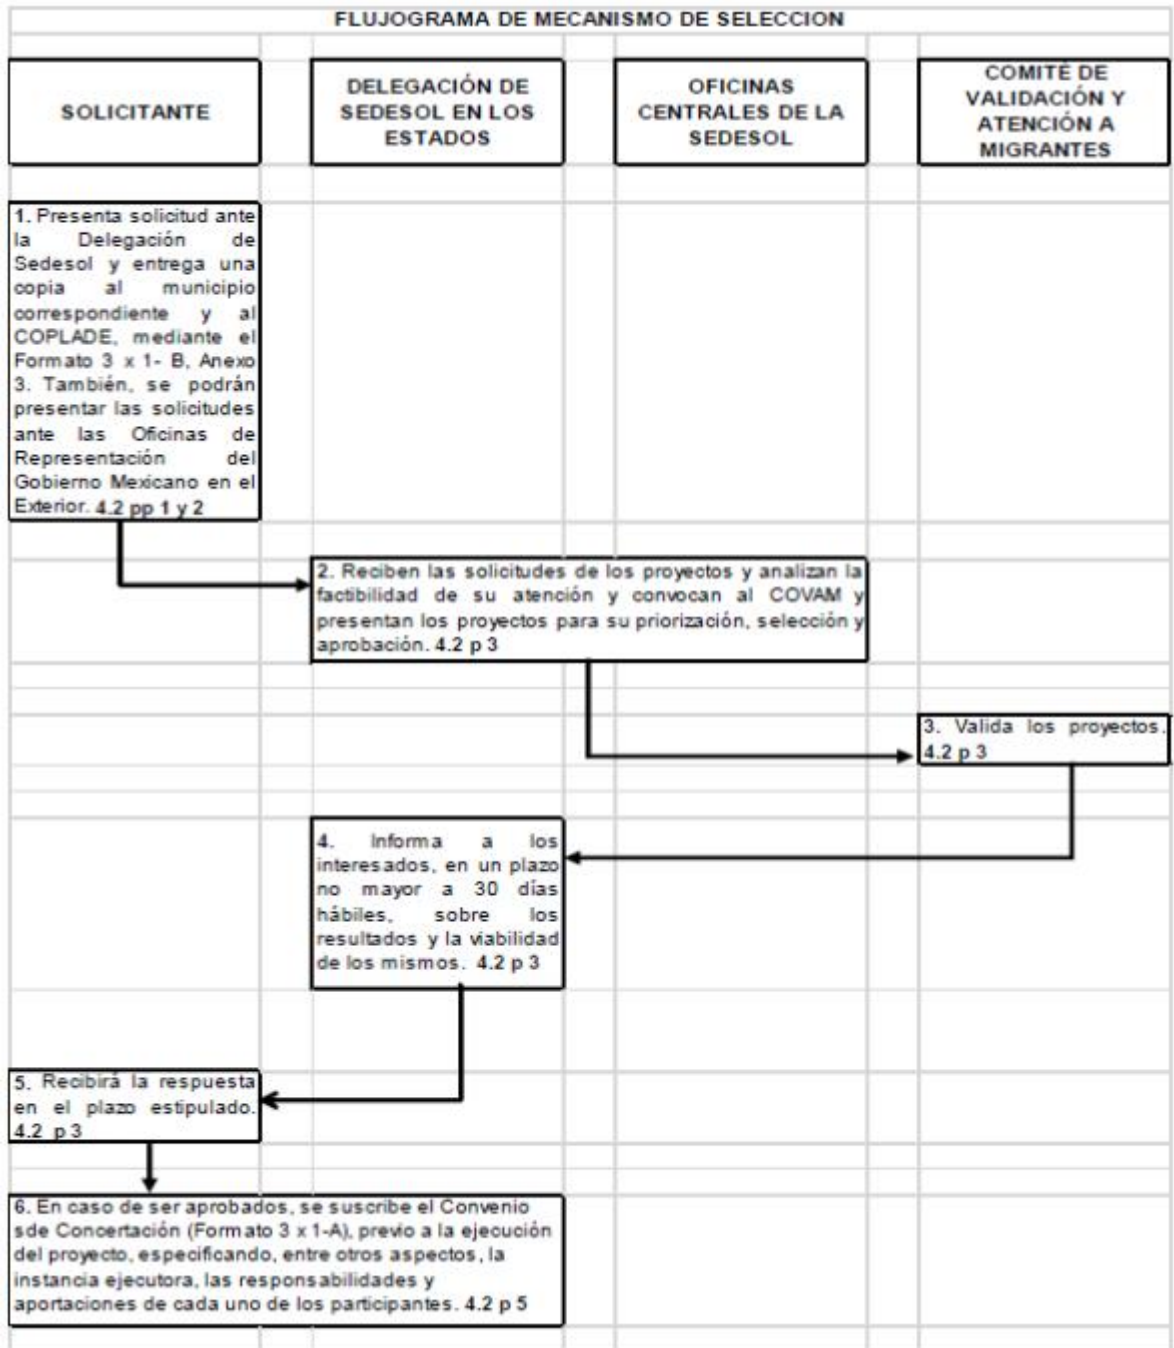 FLUJOGRAMA DE MECANISMO DE SELECCION
SOLICITANTE
DELEGACIÓN DE
SEDESOL EN LOS
ESTADOS
OFICINAS
CENTRALES DE LA
SEDESOL
COMITÉ DE
VALIDACIÓN Y
ATENCIÓN A
MIGRANTES
1. Presenta solicitud ante
la Delegación de
Sedesol y entrega una
copia al municipio
correspondiente y al
COPLADE, mediante el
Formato 3 x 1- B, Anexo
3. También, se podrán
presentar las solicitudes
ante las Oficinas de
Representación del
Gobierno Mexicano en el
Exterior. 4.2 pp 1 y 2
2. Reciben las solicitudes de los proyectos y analizan la
factibilidad de su atención y convocan al COVAM y
presentan los proyectos para su priorización, selección y
aprobación. 4.2 p 3
3. Valida los proyectos.
4.2 p 3
4. Informa a los
interesados, en un plazo
no mayor a 30 días
hábiles, sobre los
resultados y la viabilidad
de los mismos. 4.2 p 3
5. Recibirá la respuesta
en el plazo estipulado.
4.2 p 3
6. En caso de ser aprobados, se suscribe el Convenio
sde Concertación (Formato 3 x 1-A), previo a la ejecución
del proyecto, especificando, entre otros aspectos, la
instancia ejecutora, las responsabilidades y
aportaciones de cada uno de los participantes. 4.2 p 5